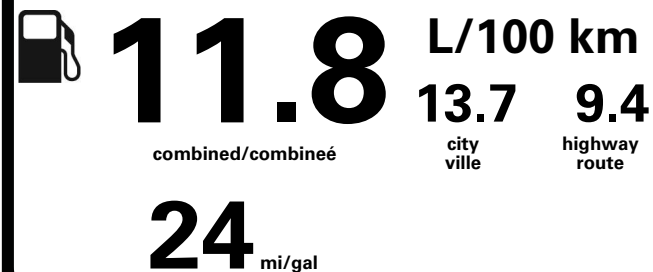 11.8 L/100 km
13.7 9.4
combined/combineé
city highway
ville route
24 mi/gal